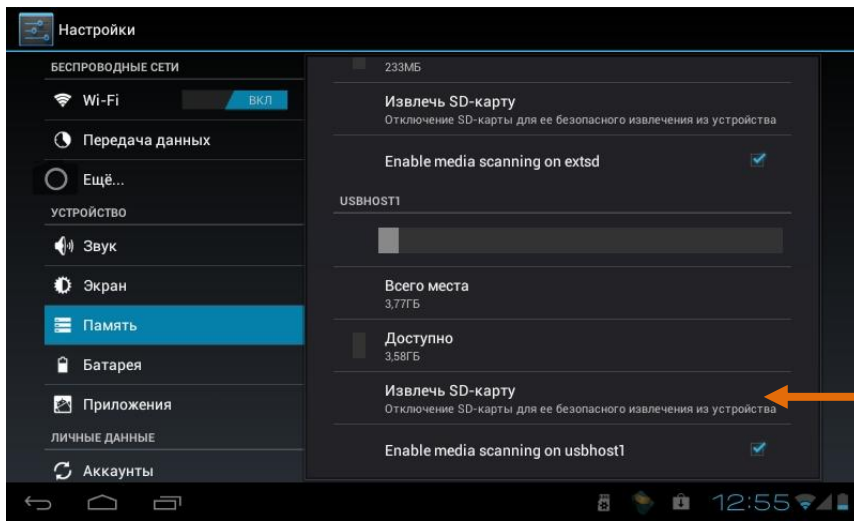 Настройки
БЕСПРОВОДНЫЕ СЕТИ
Wi-Fi
ВКЛ
Передача данных
Ещё...
УСТРОЙСТВО
Звук
Экран
Память
Батарея
Приложения
ЛИЧНЫЕ ДАННЫЕ
Аккаунты
233МБ
Извлечь SD-карту
Отключение SD-карты для ее безопасного извлечения из устройства
Enable media scanning on extsd
USBHOST1
Всего места
3,77ГБ
Доступно
3,58ГБ
Извлечь SD-карту
Отключение SD-карты для ее безопасного извлечения из устройства
Enable media scanning on usbhost1
12:55